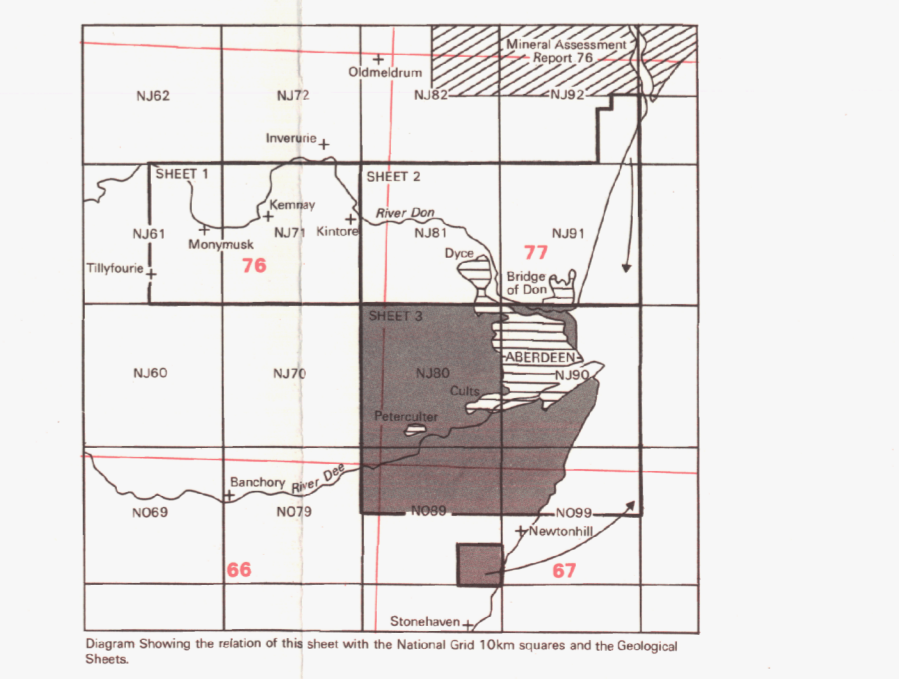 Mineral Assessment
Report 76
Oldmeldrum
NJ62
NJ72
NJ82
NJ92
Inverurie
SHEET 1
SHEET 2
Kemnay
River Don
NJ61
NJ71
Kintore
NJ81
NJ91
Monymusk
Dyce
77
76
Tillyfourie
Bridge
of Don
SHEET 3
ABERDEEN
NJ60
NJ70
NJ80
NJ90
Cults
Peterculter
Banchory
River Dee
NO69
NO79
NO89
NO99
Newtonhill
66
67
Stonehaven
Diagram Showing the relation of this sheet with the National Grid 10km squares and the Geological
Sheets.